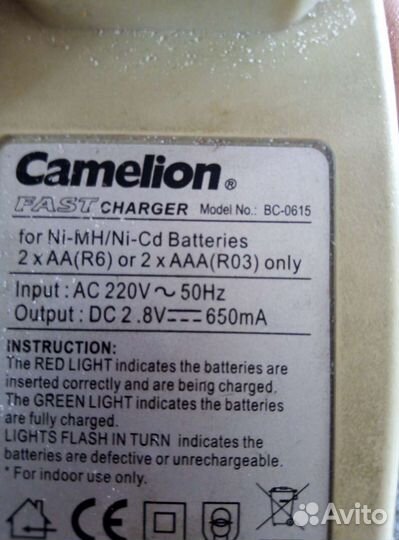 Camelion®
FAST CHARGER Model No.: BC-0615
for Ni-MH/Ni-Cd Batteries
2 x AA(R6) or 2 x AAA(R03) only
Input : AC 220V ~ 50Hz
Output : DC 2.8V⎓650mA
INSTRUCTION:
The RED LIGHT indicates the batteries are
inserted correctly and are being charged.
The GREEN LIGHT indicates the batteries
are fully charged.
LIGHTS FLASH IN TURN indicates the
batteries are defective or unrechargeable.
* For indoor use only.
CE
Avito